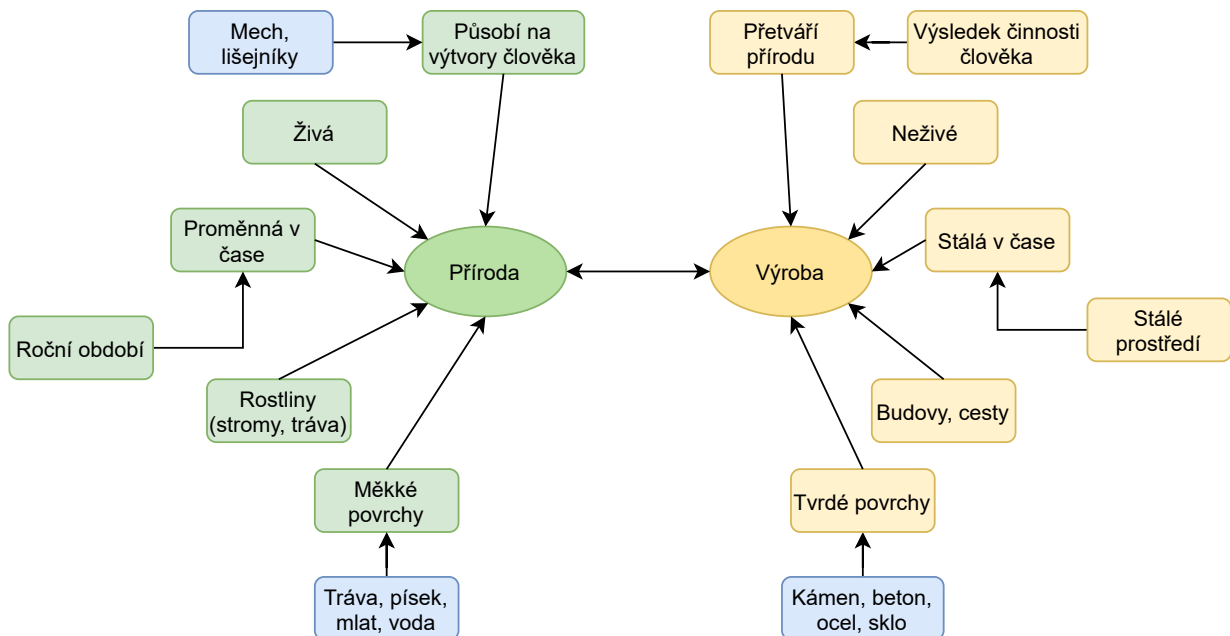 Mech,
lišejníky
Působí na
výtvory člověka
Přetváří
přírodu
Výsledek činnosti
člověka
Živá
Neživé
Proměnná v
čase
Stálá v čase
Příroda
Výroba
Roční období
Stálé
prostředí
Rostliny
(stromy, tráva)
Budovy, cesty
Měkké
povrchy
Tvrdé povrchy
Tráva, písek,
mlat, voda
Kámen, beton,
ocel, sklo